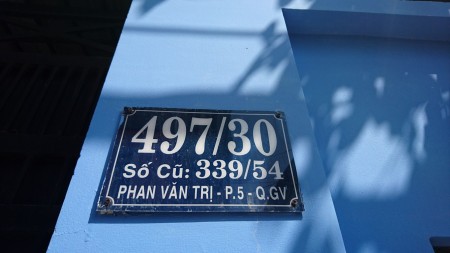 497/30
Số Cũ: 339/54
PHAN VĂN TRỊ - P.5 - Q.GV